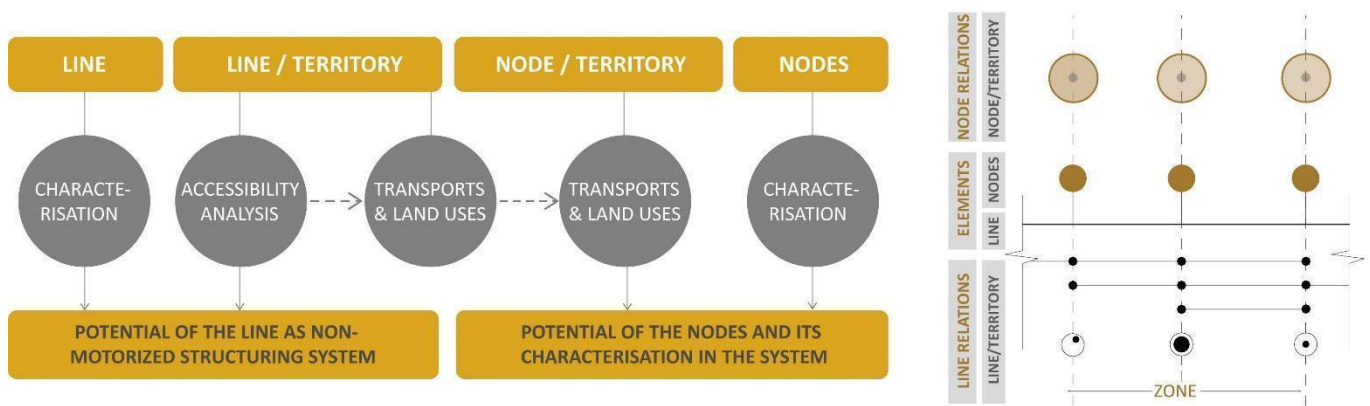 LINE
LINE / TERRITORY
NODE / TERRITORY
NODES
CHARACTE-
RISATION
ACCESSIBILITY
ANALYSIS
TRANSPORTS
& LAND USES
TRANSPORTS
& LAND USES
CHARACTE-
RISATION
POTENTIAL OF THE LINE AS NON-
MOTORIZED STRUCTURING SYSTEM
POTENTIAL OF THE NODES AND ITS
CHARACTERISATION IN THE SYSTEM
NODE RELATIONS
NODE/TERRITORY
ELEMENTS
NODES
LINE
LINE RELATIONS
LINE/TERRITORY
ZONE